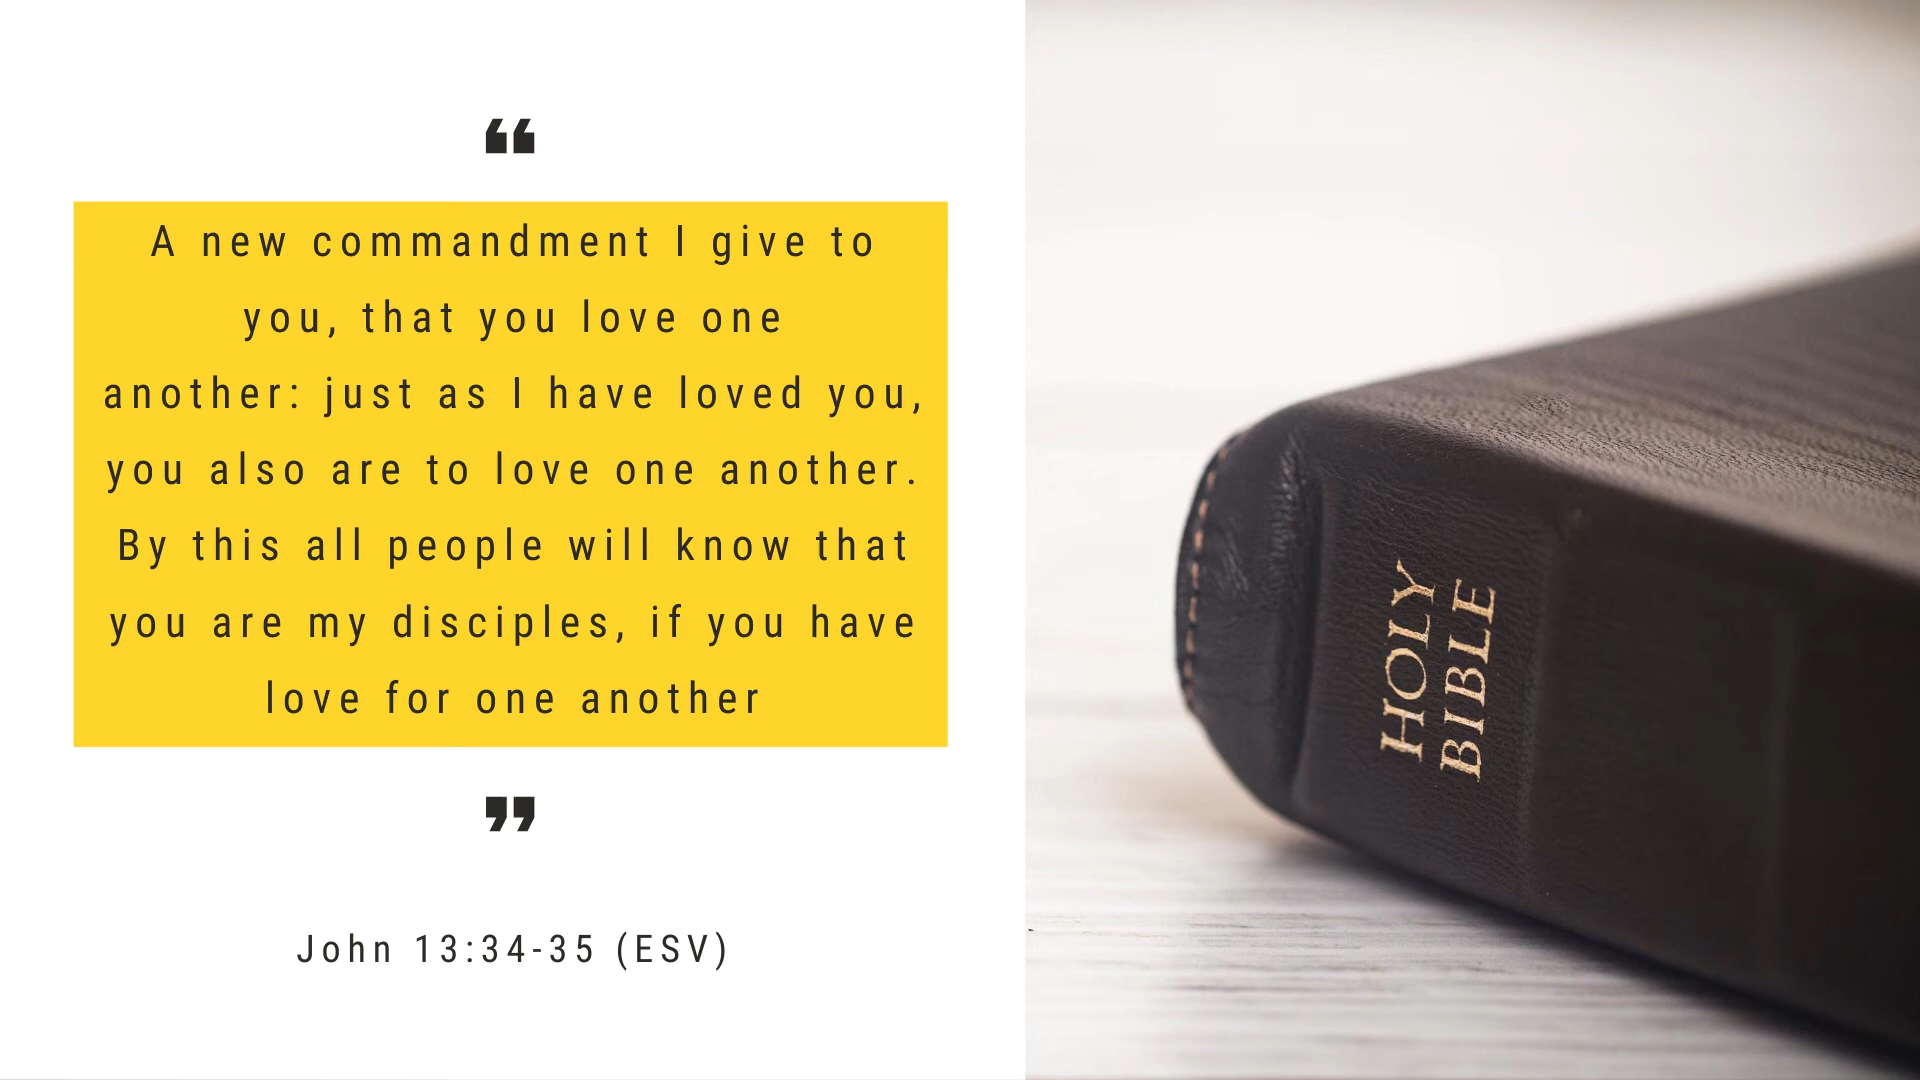 “
A new commandment I give to
you, that you love one
another: just as I have loved you,
you also are to love one another.
By this all people will know that
you are my disciples, if you have
love for one another
”
John 13:34-35 (ESV)
HOLY
BIBLE